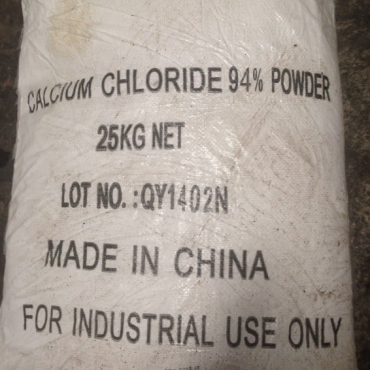 CALCIUM CHLORIDE 94% POWDER
25KG NET
LOT NO. :QY1402N
MADE IN CHINA
FOR INDUSTRIAL USE ONLY